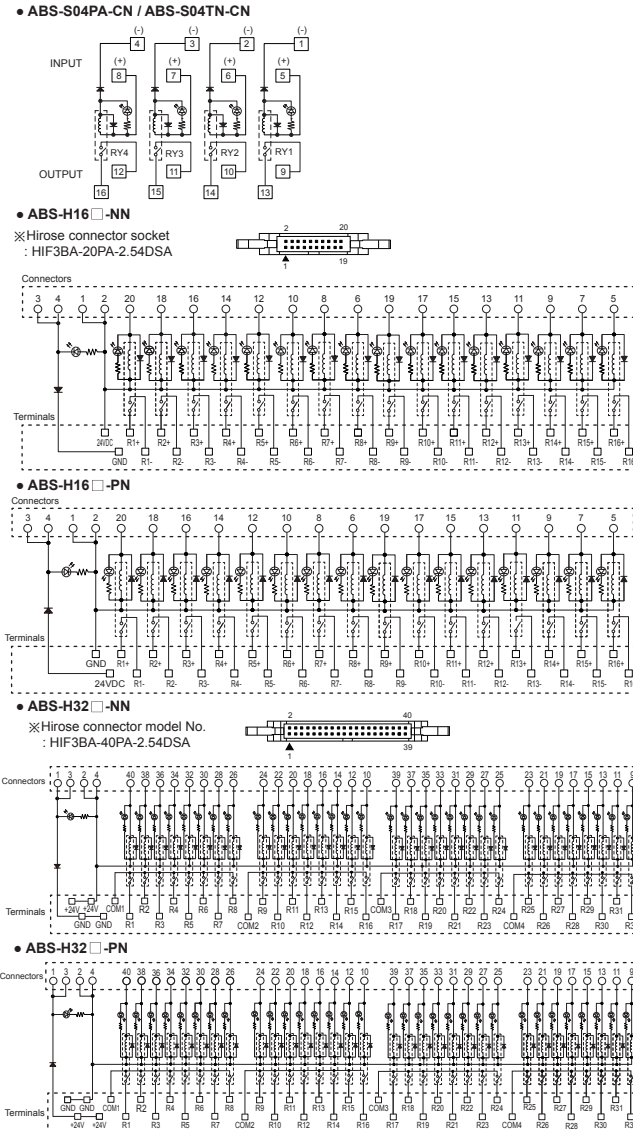 ● ABS-S04PA-CN / ABS-S04TN-CN
(-) (-) (-) (-)
4 3 2 1
INPUT (+) (+) (+) (+)
8 7 6 5
RY4 RY3 RY2 RY1
OUTPUT 12 11 10 9
16 15 14 13
● ABS-H16□-NN
※Hirose connector socket
: HIF3BA-20PA-2.54DSA
2 20
1 19
Connectors
3 4 1 2 20 18 16 14 12 10 8 6 19 17 15 13 11 9 7 5
Terminals
24VDC R1+ R2+ R3+ R4+ R5+ R6+ R7+ R8+ R9+ R10+ R11+ R12+ R13+ R14+ R15+ R16+
GND R1- R2- R3- R4- R5- R6- R7- R8- R9- R10- R11- R12- R13- R14- R15- R16
● ABS-H16□-PN
Connectors
3 4 1 2 20 18 16 14 12 10 8 6 19 17 15 13 11 9 7 5
Terminals
GND R1+ R2+ R3+ R4+ R5+ R6+ R7+ R8+ R9+ R10+ R11+ R12+ R13+ R14+ R15+ R16+
24VDC R1- R2- R3- R4- R5- R6- R7- R8- R9- R10- R11- R12- R13- R14- R15-
● ABS-H32□-NN
※Hirose connector model No.
: HIF3BA-40PA-2.54DSA
2 40
1 39
Connectors 1 3 2 4 40 38 36 34 32 30 28 26 24 22 20 18 16 14 12 10 39 37 35 33 31 29 27 25 23 21 19 17 15 13 11 9
+24V +24V COM1 R2 R4 R6 R8 R9 R11 R13 R15 COM3 R18 R20 R22 R24 R25 R27 R29 R31
Terminals
GND GND R1 R3 R5 R7 COM2 R10 R12 R14 R16 R17 R19 R21 R23 COM4 R26 R28 R30
● ABS-H32□-PN
Connectors 1 3 2 4 40 38 36 34 32 30 28 26 24 22 20 18 16 14 12 10 39 37 35 33 31 29 27 25 23 21 19 17 15 13 11 9
GND GND COM1 R2 R4 R6 R8 R9 R11 R13 R15 COM3 R18 R20 R22 R24 R25 R27 R29 R31
Terminals
+24V +24V R1 R3 R5 R7 COM2 R10 R12 R14 R16 R17 R19 R21 R23 COM4 R26 R28 R30